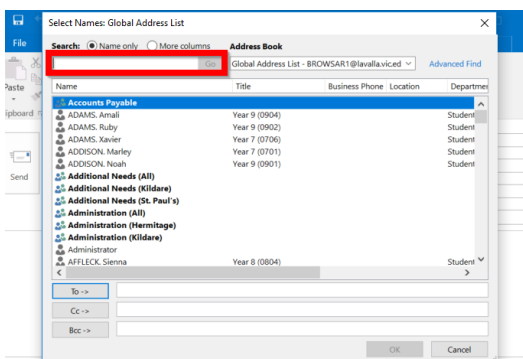 Select Names: Global Address List
File
Search: Name only More columns Address Book
Go Global Address List - BROWSAR1@lavalla.viced Advanced Find
Paste
Name Title Business Phone Location Departmen
Accounts Payable
ADAMS. Amali Year 9 (0904) Student
ADAMS. Ruby Year 9 (0902) Student
ADAMS. Xavier Year 7 (0706) Student
ADDISON. Marley Year 7 (0701) Student
ADDISON. Noah Year 9 (0901) Student
Additional Needs (All)
Additional Needs (Kildare)
Additional Needs (St. Paul's)
Administration (All)
Administration (Hermitage)
Administration (Kildare)
Administrator
AFFLECK. Sienna Year 8 (0804) Student
ipboard
Send
To ->
Cc ->
Bcc ->
OK Cancel